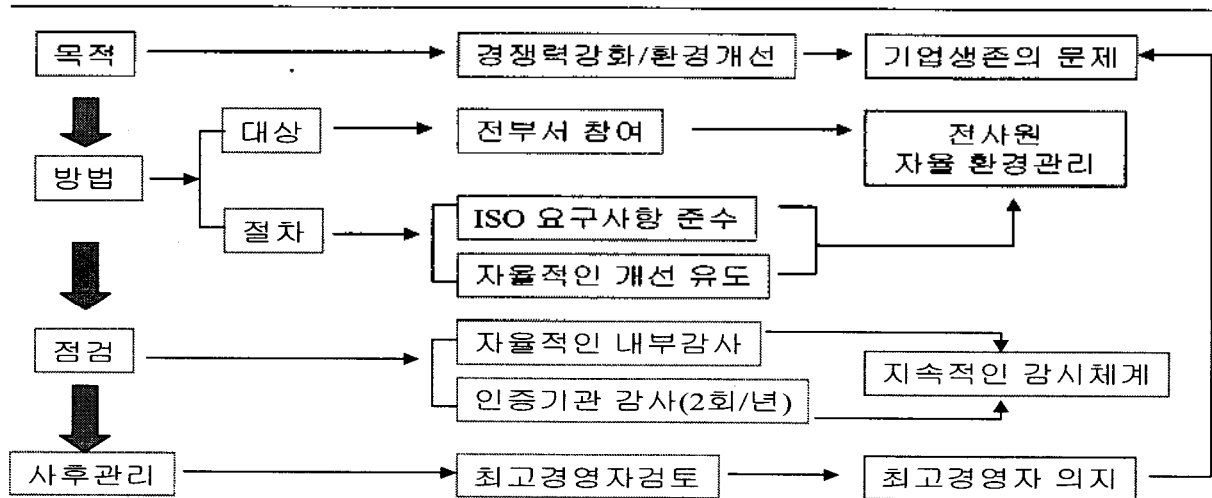 목적
경쟁력강화/환경개선
기업생존의 문제
대상
전부서 참여
전사원
자율 환경관리
방법
절차
ISO 요구사항 준수
자율적인 개선 유도
점검
자율적인 내부감사
인증기관 감사(2회/년)
지속적인 감시체계
사후관리
최고경영자검토
최고경영자 의지